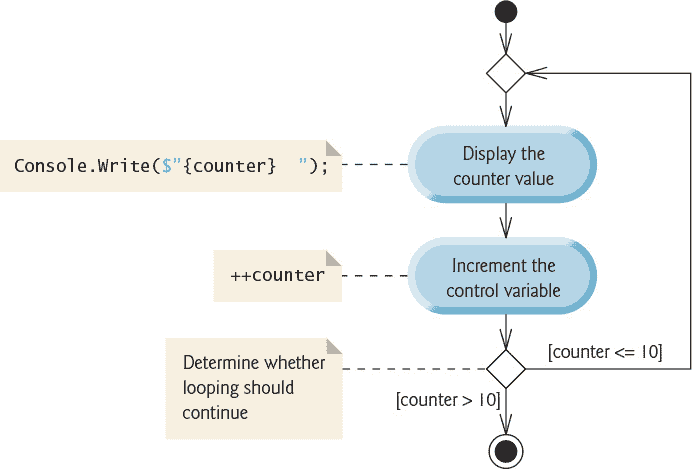 Console.Write($"{counter}  ");
Display the
counter value
++counter
Increment the
control variable
Determine whether
looping should
continue
[counter <= 10]
[counter > 10]